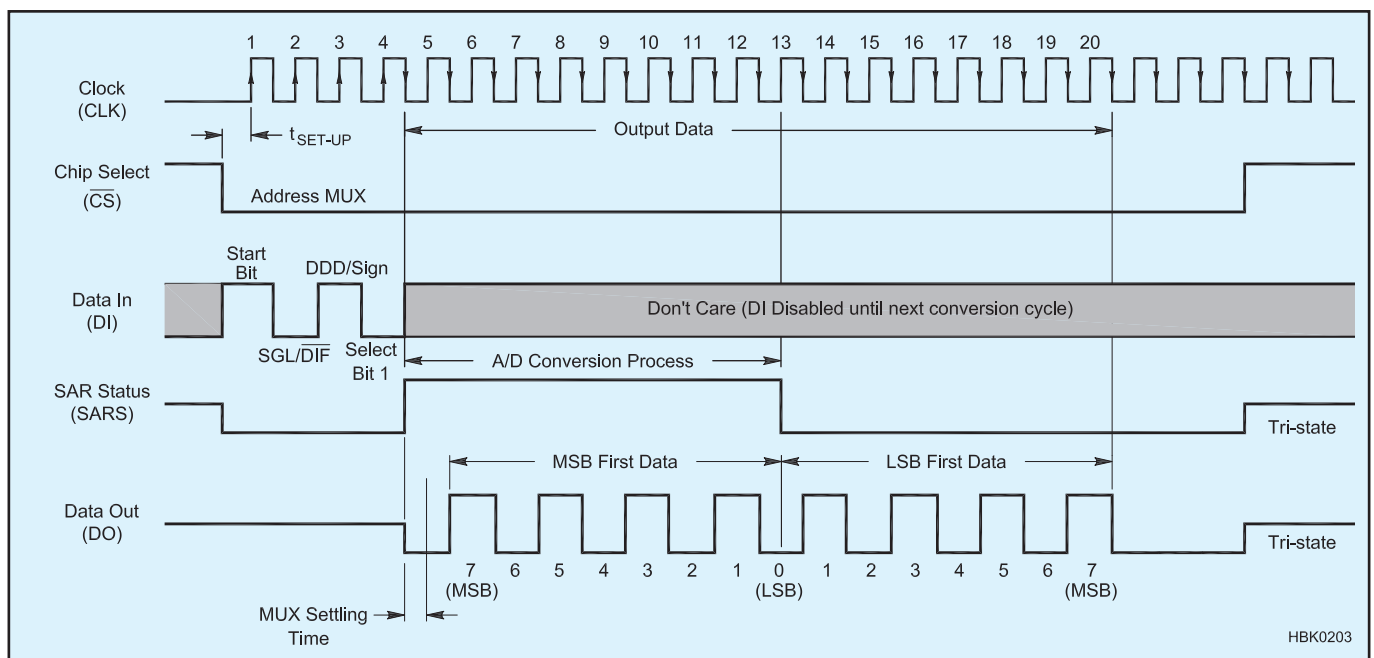 1 2 3 4 5 6 7 8 9 10 11 12 13 14 15 16 17 18 19 20
Clock
(CLK)
tSET-UP
Output Data
Chip Select
(CS)
Address MUX
Start
Bit
DDD/Sign
Data In
(DI)
Don't Care (DI Disabled until next conversion cycle)
SGL/DIF
Select
Bit 1
A/D Conversion Process
SAR Status
(SARS)
Tri-state
MSB First Data
LSB First Data
Data Out
(DO)
Tri-state
7 6 5 4 3 2 1 0 1 2 3 4 5 6 7
(MSB) (LSB) (MSB)
MUX Settling
Time
HBK0203